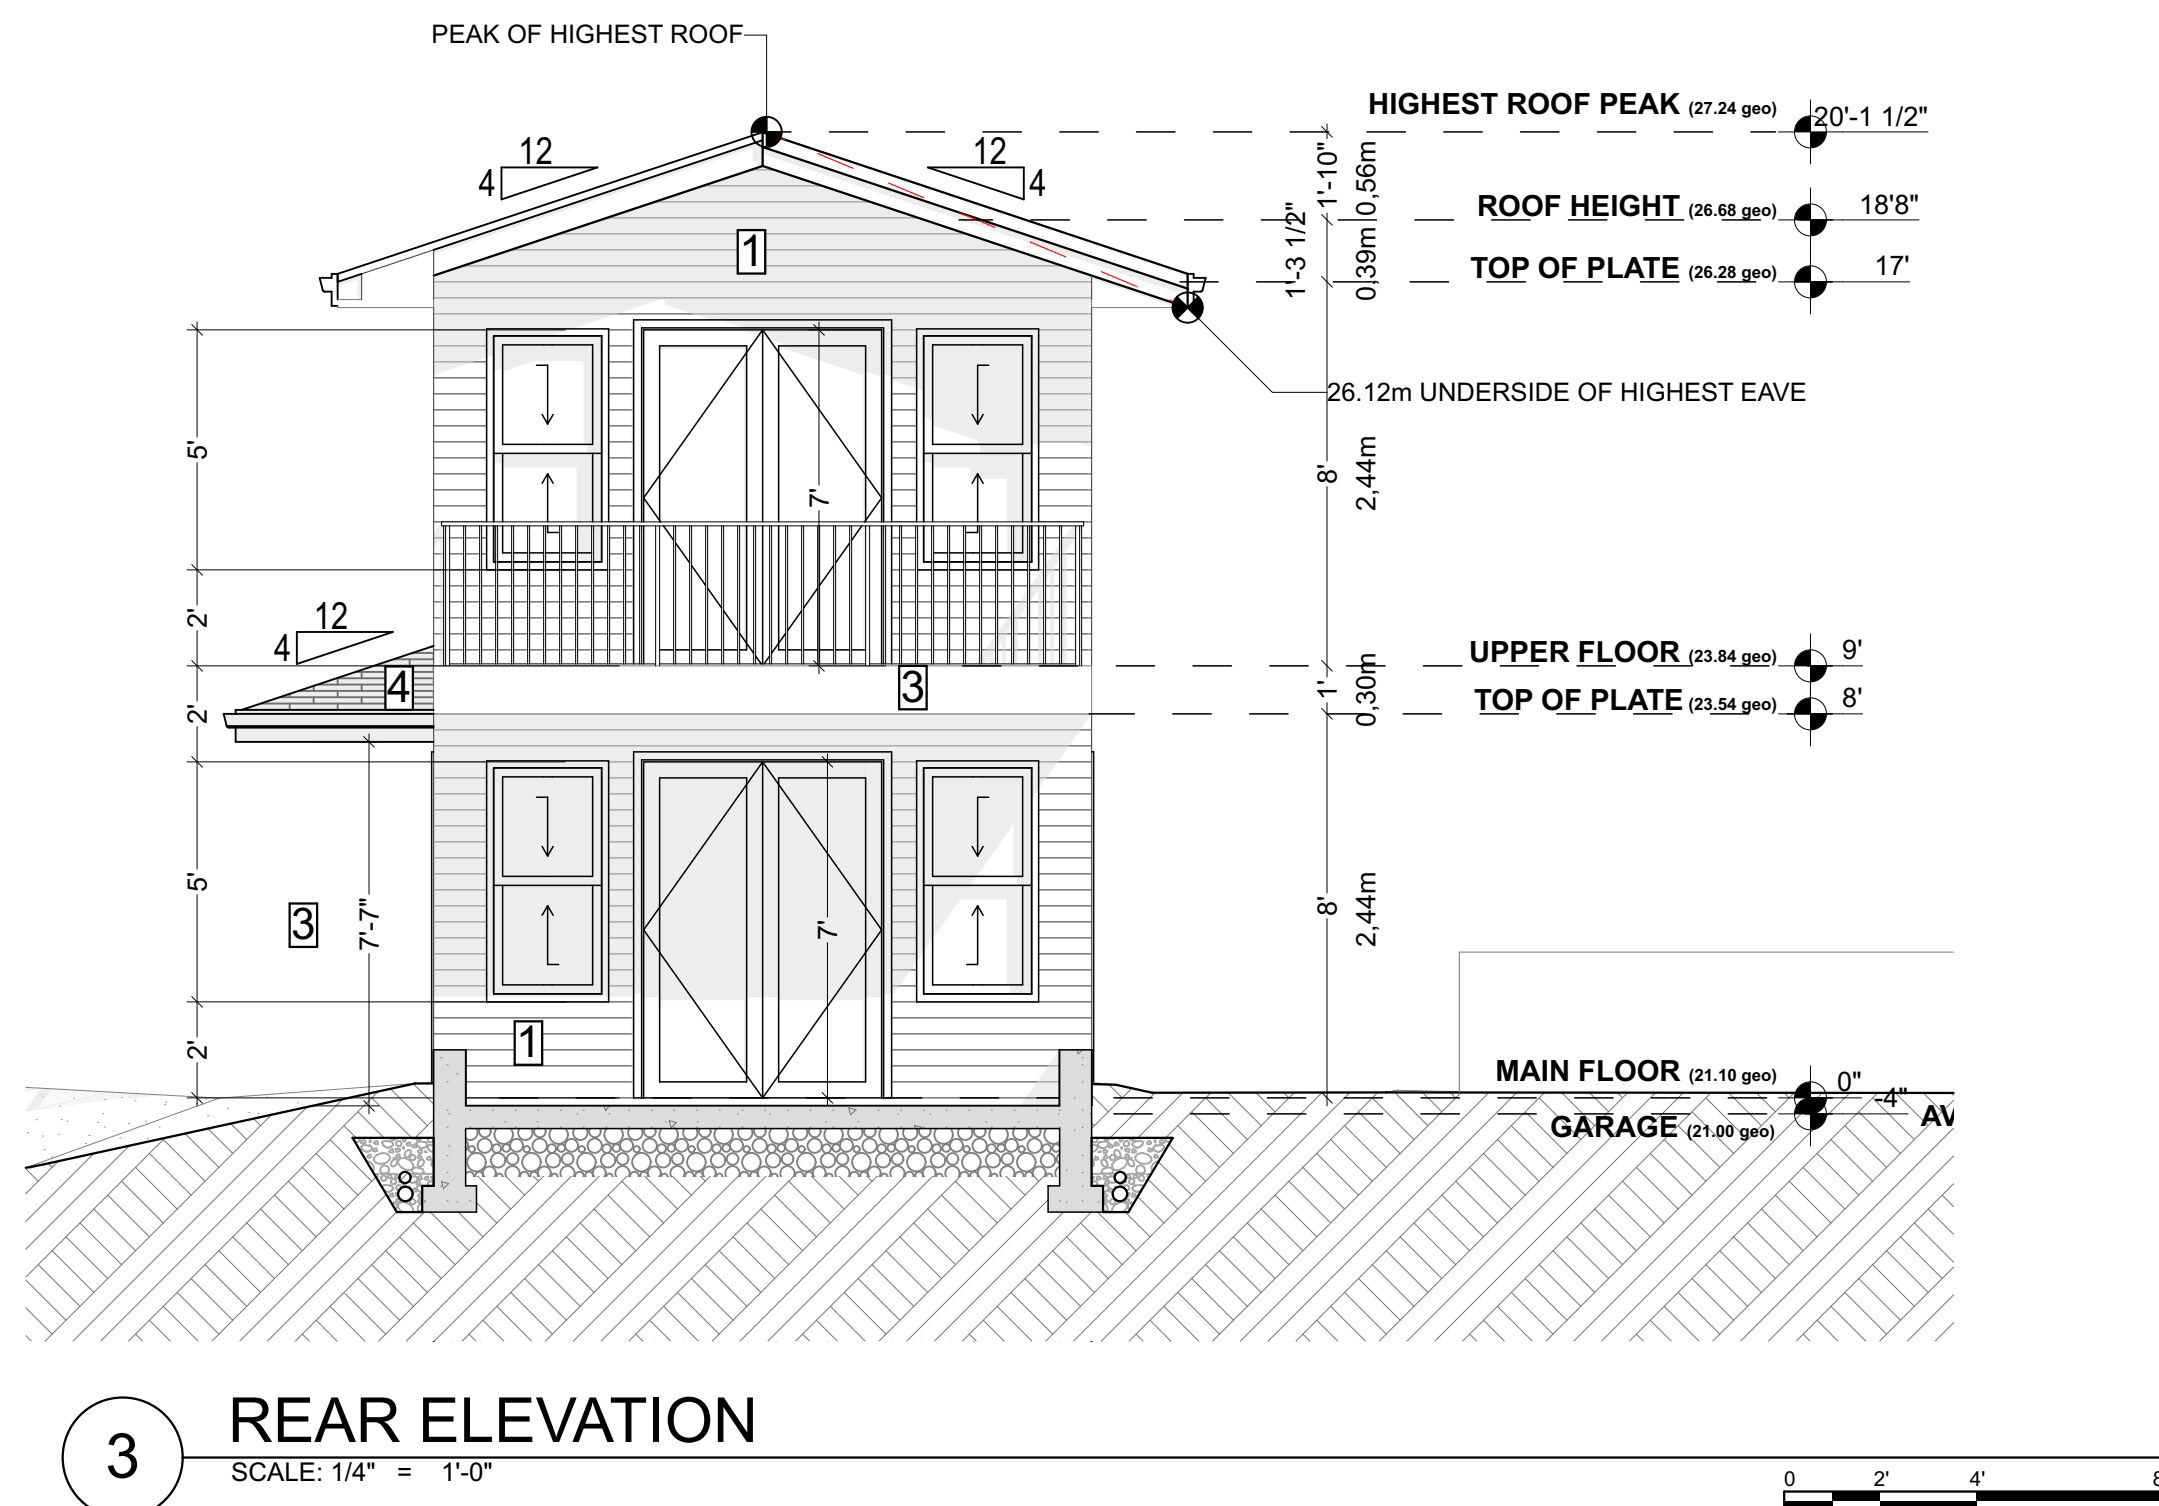 PEAK OF HIGHEST ROOF
HIGHEST ROOF PEAK (27.24 geo)
20'-1 1/2"
12
4
12
4
1'-10"
0,56m
ROOF HEIGHT (26.68 geo)
18'8"
1
1'-3 1/2"
0,39m
TOP OF PLATE (26.28 geo)
17'
26.12m UNDERSIDE OF HIGHEST EAVE
5'
7'
8'
2,44m
2'
12
4
UPPER FLOOR (23.84 geo)
9'
4
3
2'
1'
0,30m
TOP OF PLATE (23.54 geo)
8'
5'
3
7'-7"
7'
8'
2,44m
2'
1
MAIN FLOOR (21.10 geo)
0"
-4"
GARAGE (21.00 geo)
AV
3
REAR ELEVATION
SCALE: 1/4" = 1'-0"
0 2' 4' 8